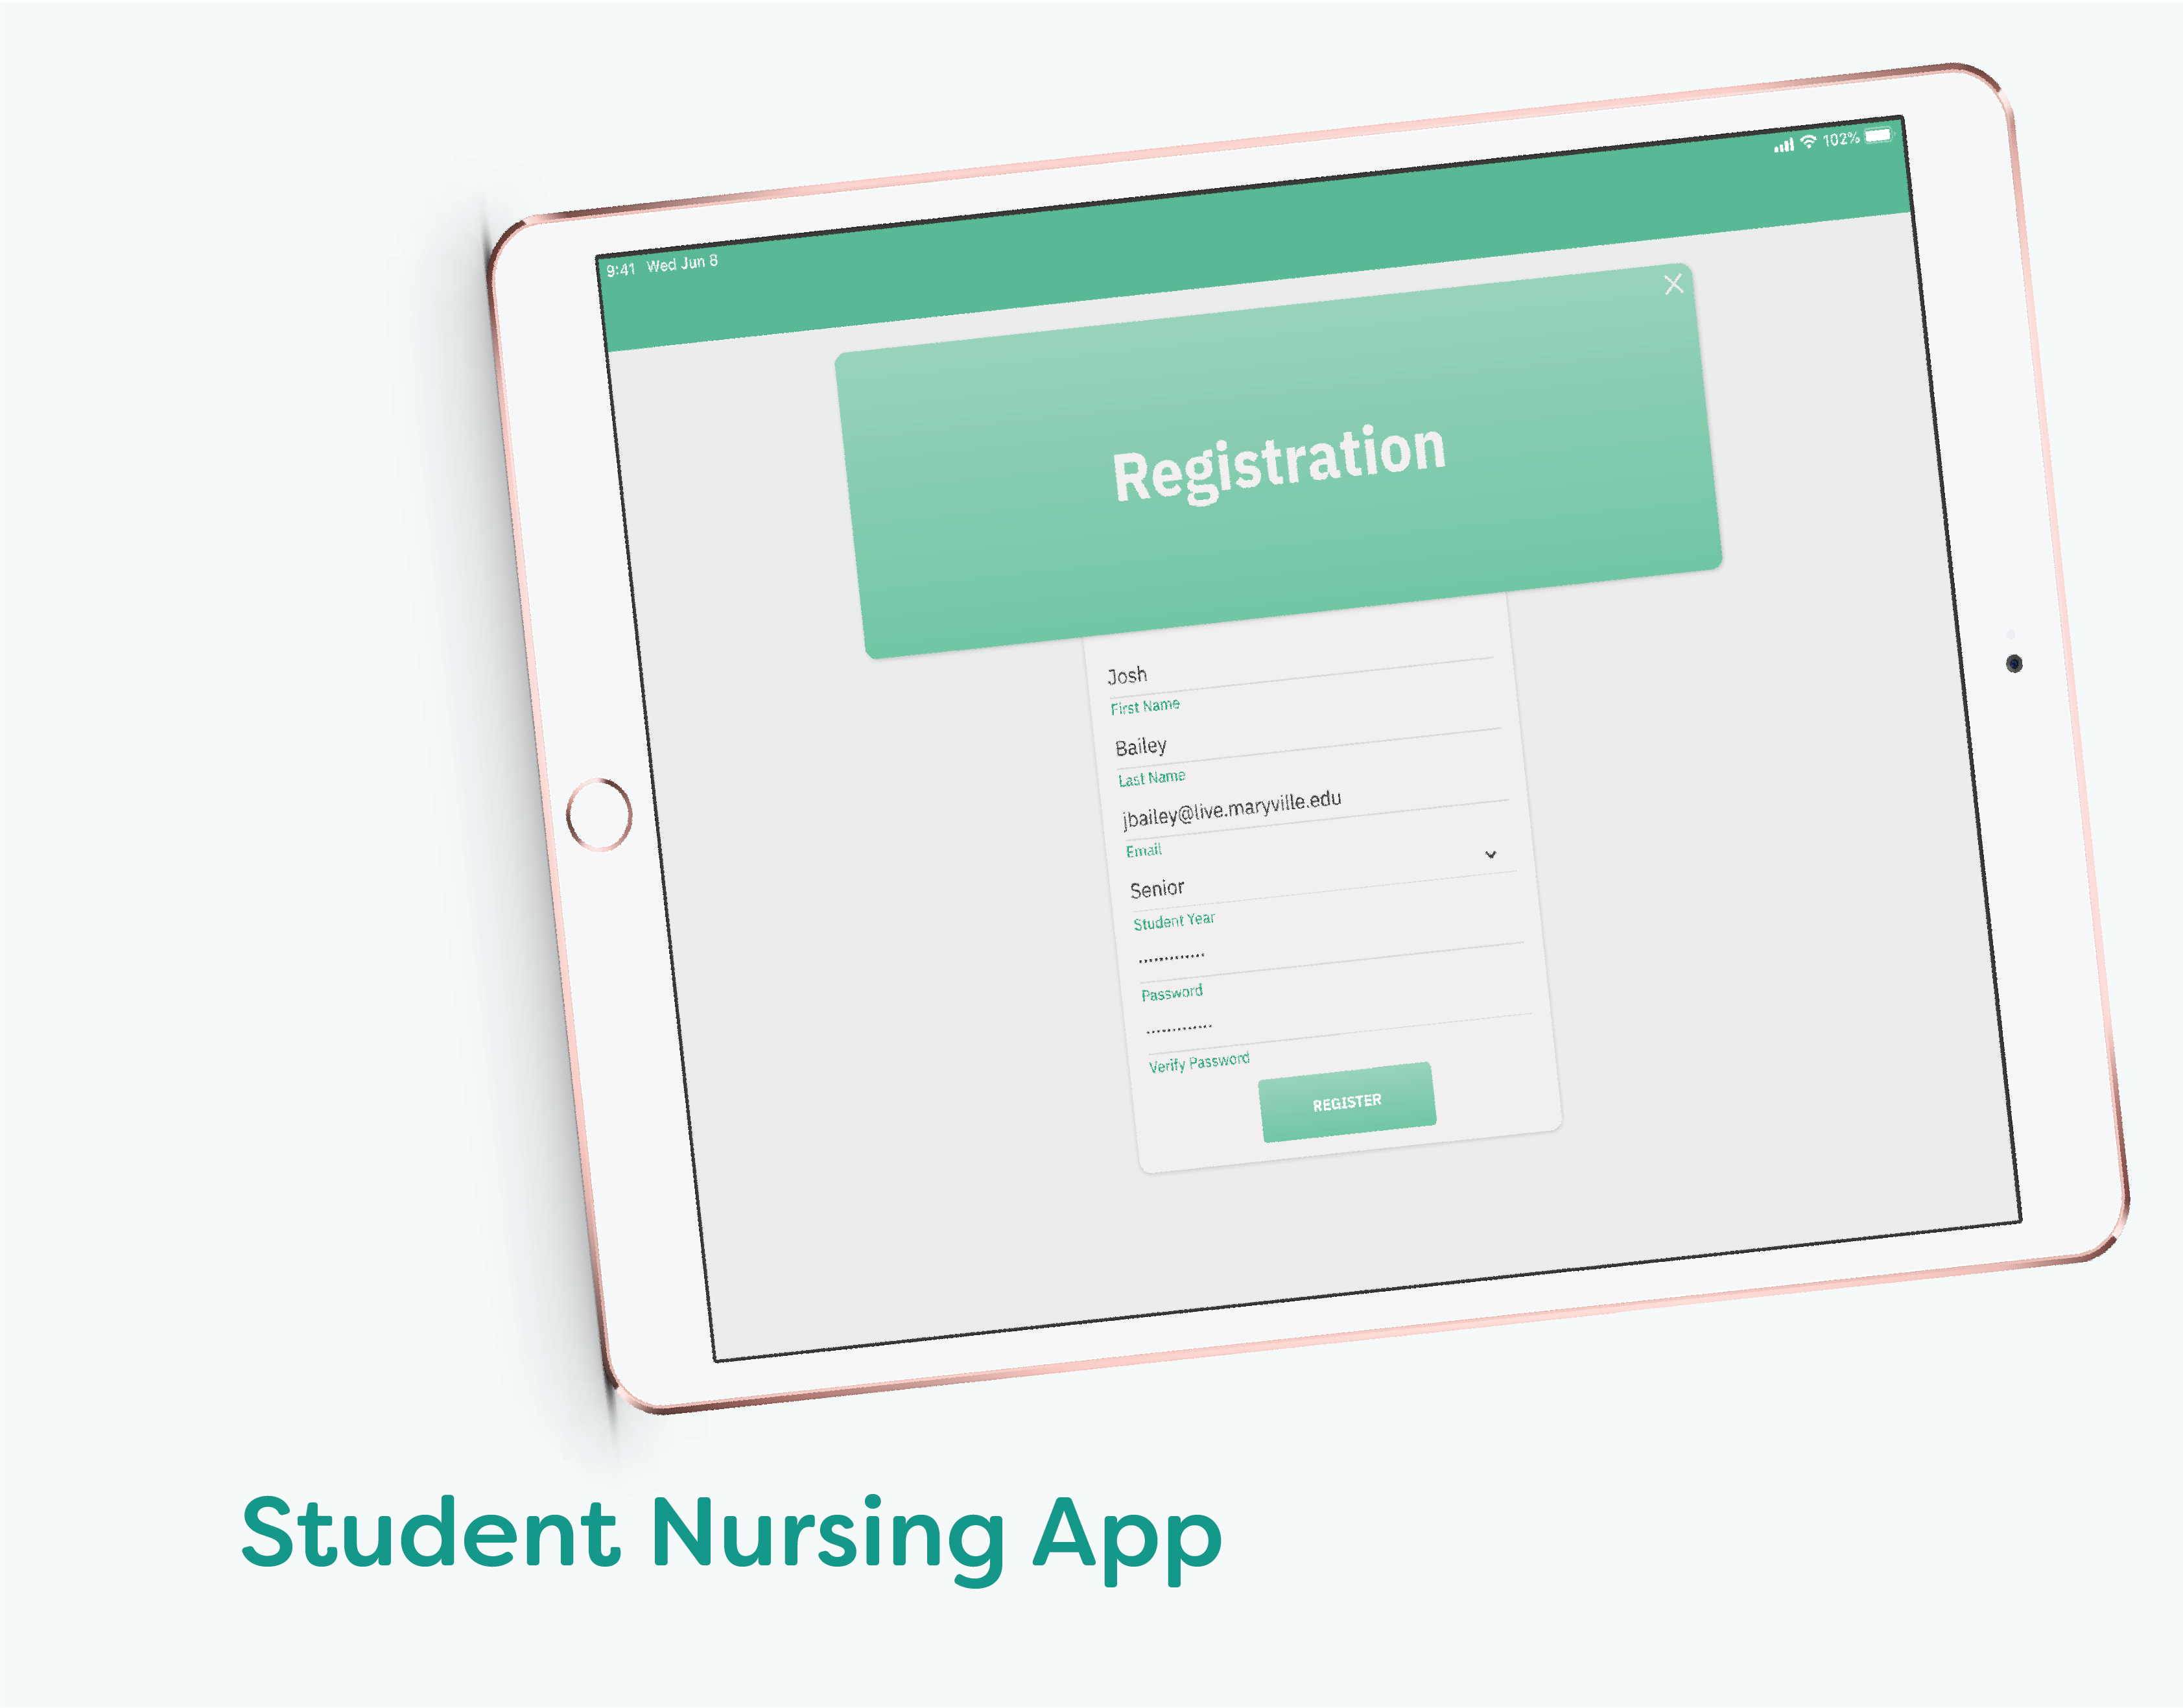 9:41 Wed Jun 8
102%
Registration
Josh
First Name
Bailey
Last Name
jbailey@live.maryville.edu
Email
Senior
Student Year
.............
Password
.............
Verify Password
REGISTER
Student Nursing App